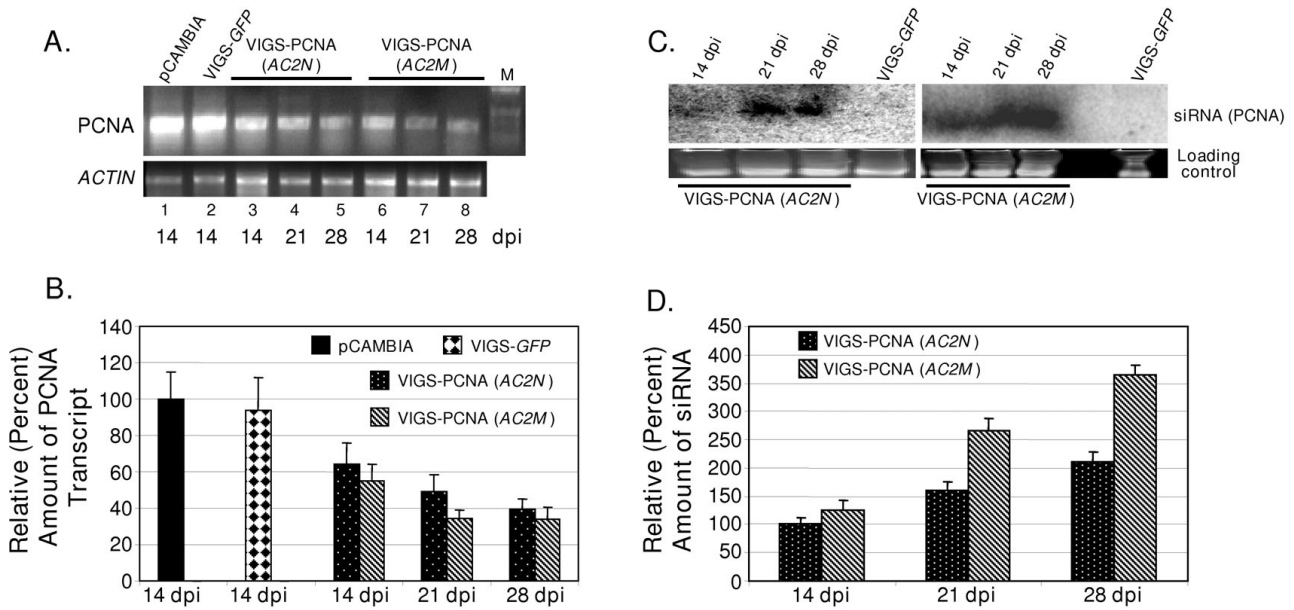 A.
pCAMBIA
VIGS-GFP
VIGS-PCNA
(AC2N)
VIGS-PCNA
(AC2M)
M
PCNA
ACTIN
1 2 3 4 5 6 7 8
14 14 14 21 28 14 21 28 dpi
B.
Relative (Percent)
Amount of PCNA
Transcript
140
120
100
80
60
40
20
0
pCAMBIA
VIGS-GFP
VIGS-PCNA (AC2N)
VIGS-PCNA (AC2M)
14 dpi 14 dpi 14 dpi 21 dpi 28 dpi
C.
14 dpi
21 dpi
28 dpi
VIGS-GFP
14 dpi
21 dpi
28 dpi
VIGS-GFP
siRNA (PCNA)
Loading
control
VIGS-PCNA (AC2N)
VIGS-PCNA (AC2M)
D.
Relative (Percent)
Amount of siRNA
450
400
350
300
250
200
150
100
50
0
VIGS-PCNA (AC2N)
VIGS-PCNA (AC2M)
14 dpi 21 dpi 28 dpi